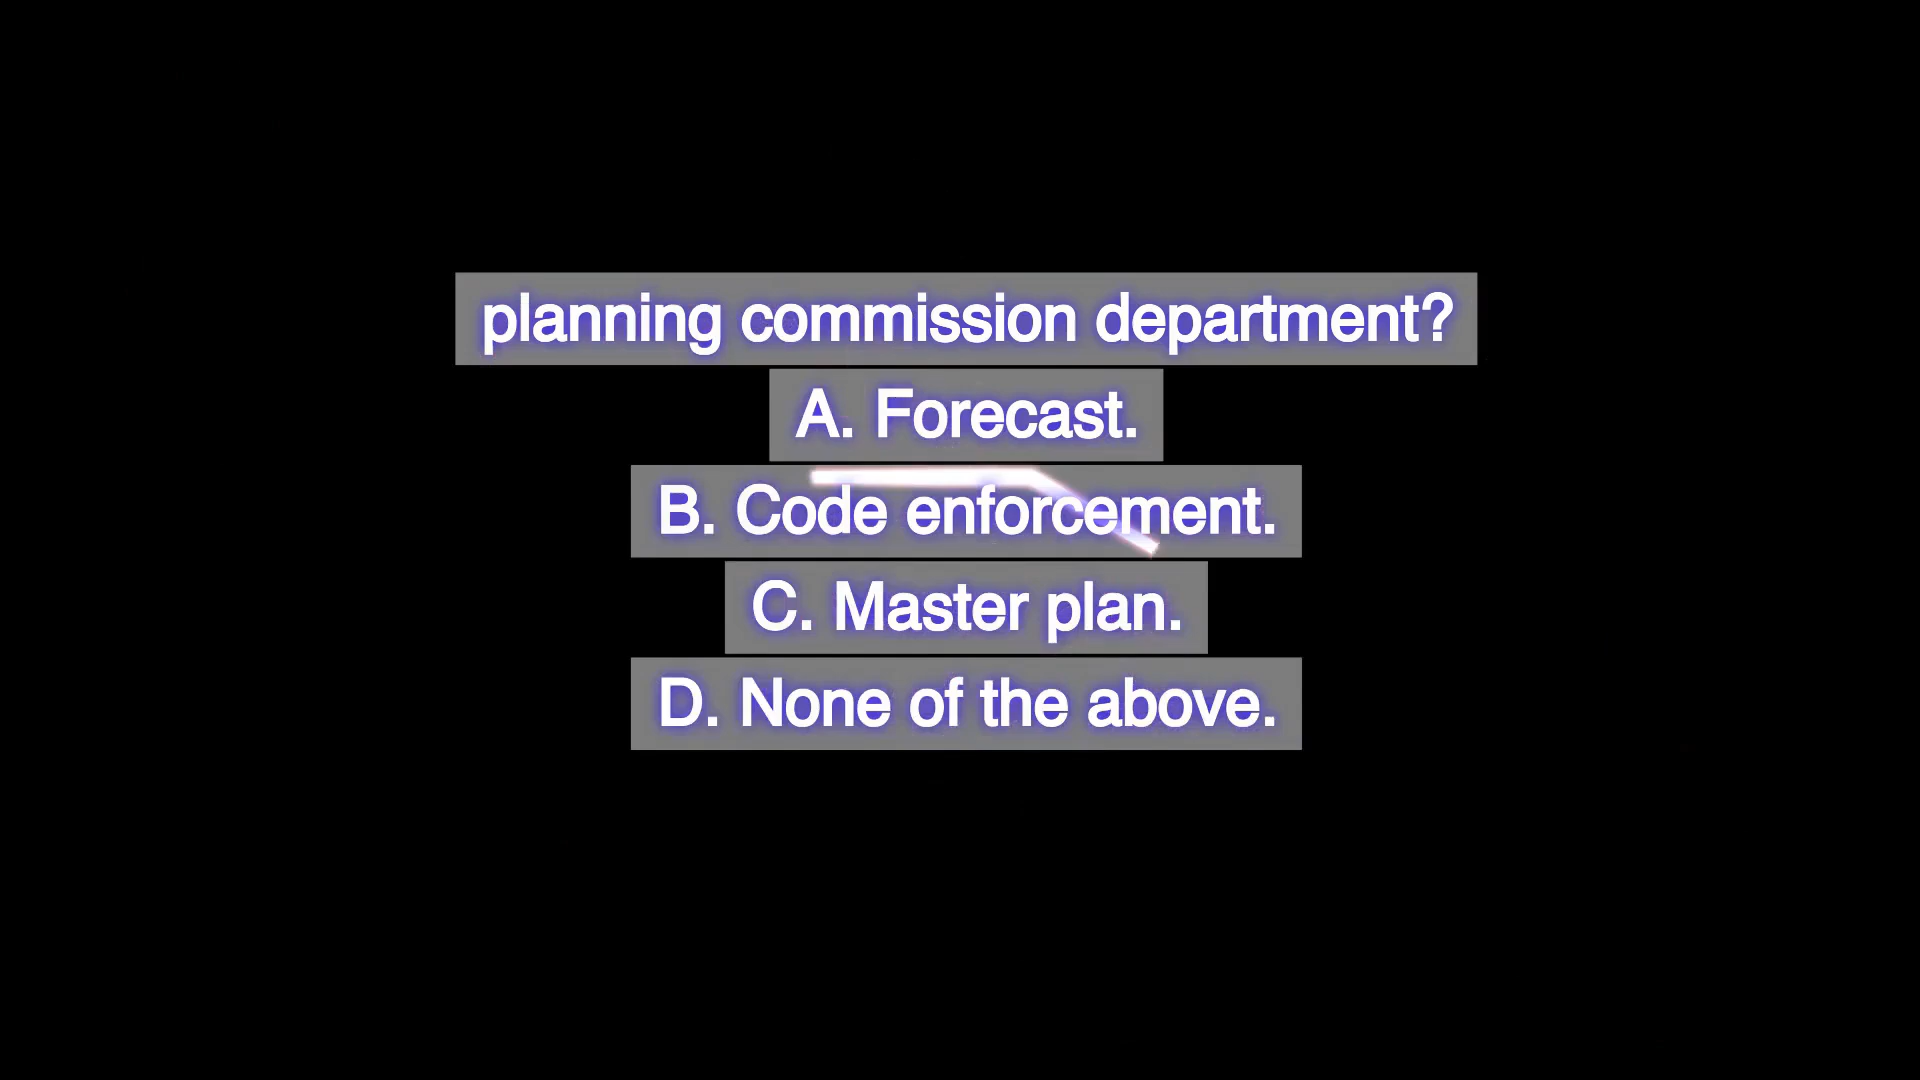 planning commission department?
A. Forecast.
B. Code enforcement.
C. Master plan.
D. None of the above.